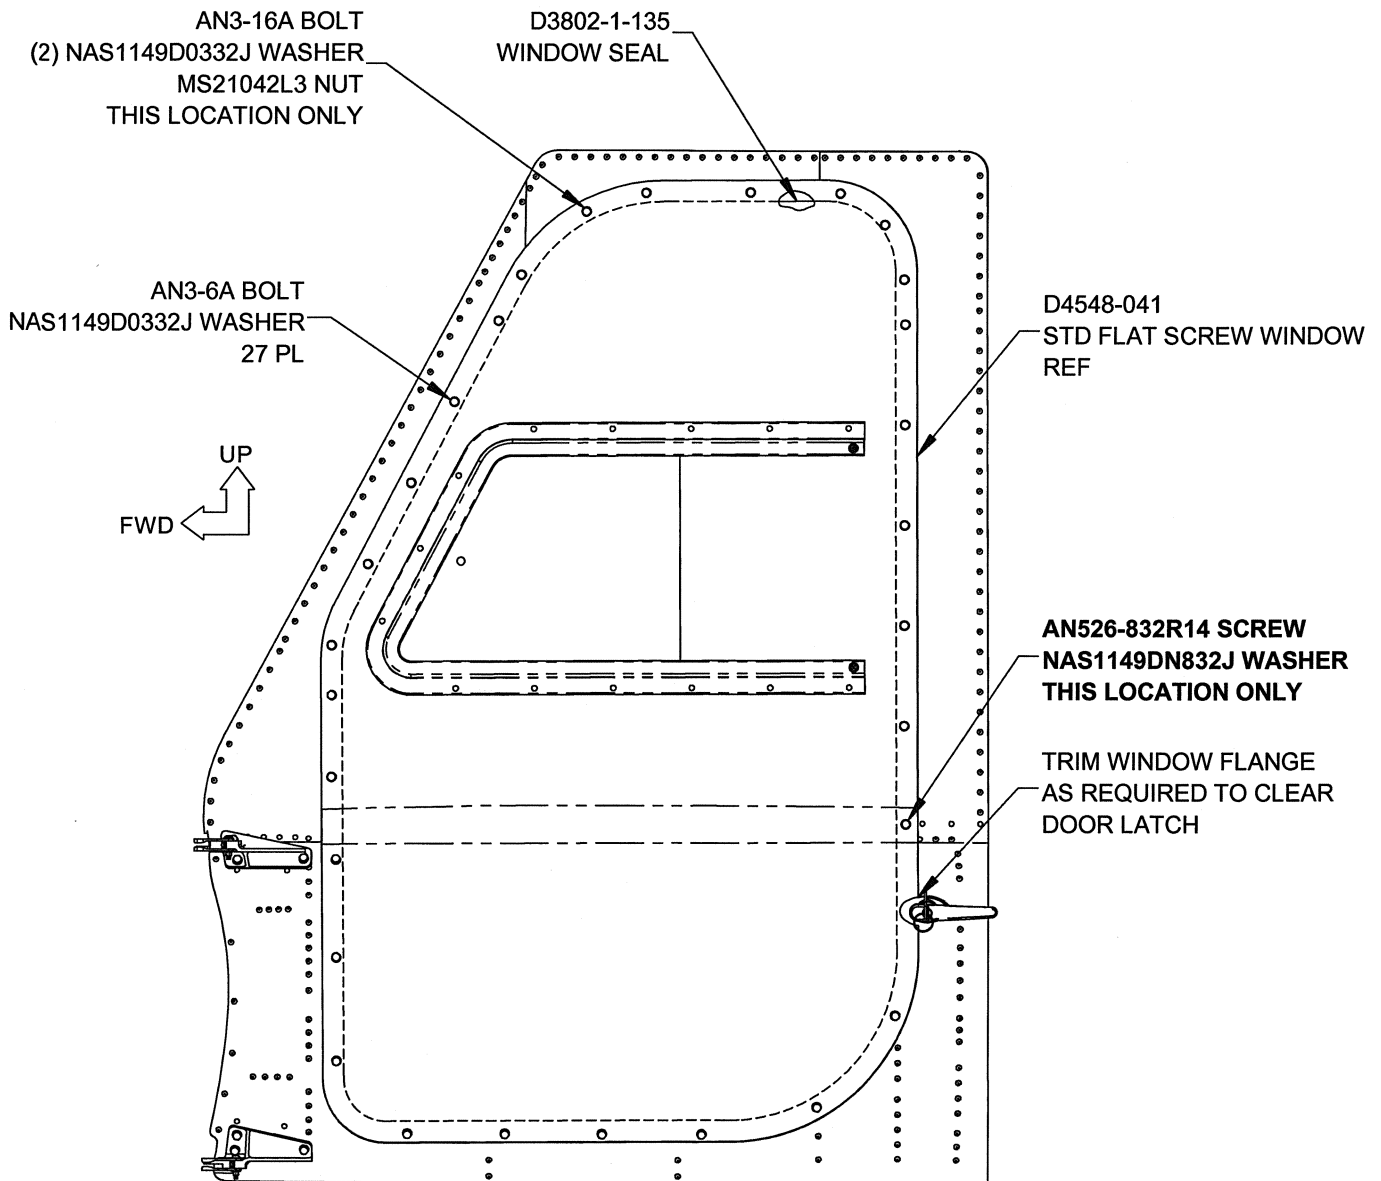 AN3-16A BOLT
(2) NAS1149D0332J WASHER
MS21042L3 NUT
THIS LOCATION ONLY
D3802-1-135
WINDOW SEAL
AN3-6A BOLT
NAS1149D0332J WASHER
27 PL
D4548-041
STD FLAT SCREW WINDOW
REF
UP
FWD
AN526-832R14 SCREW
NAS1149DN832J WASHER
THIS LOCATION ONLY
TRIM WINDOW FLANGE
AS REQUIRED TO CLEAR
DOOR LATCH